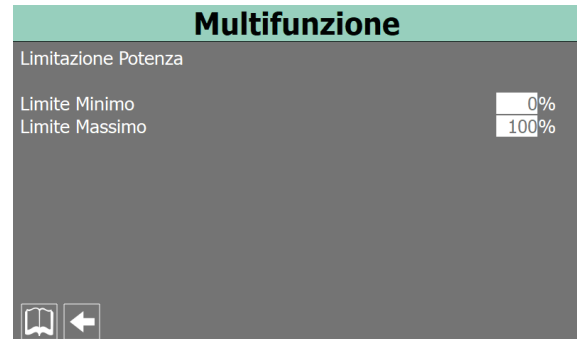 Multifunzione
Limitazione Potenza
Limite Minimo 0%
Limite Massimo 100%